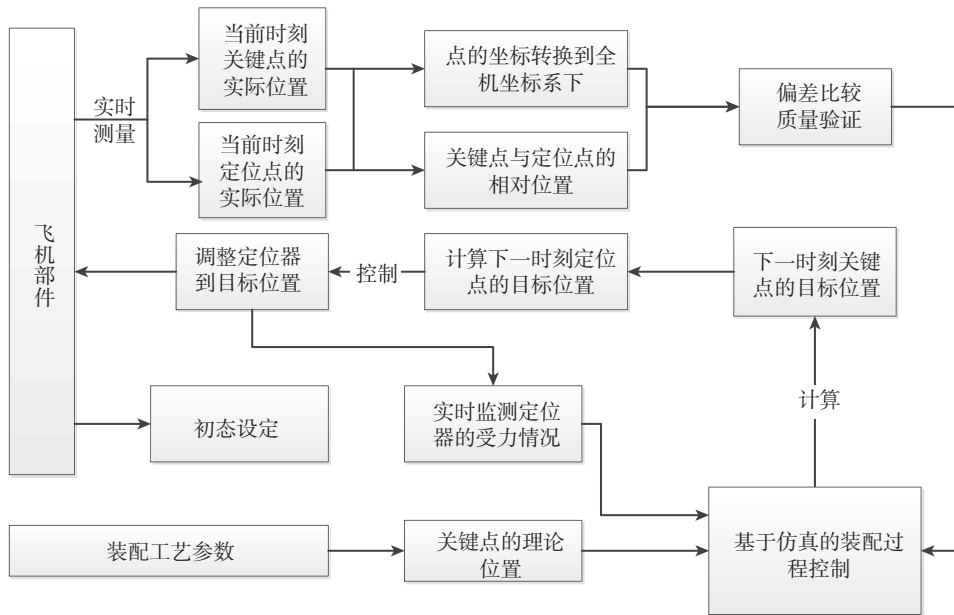 当前时刻
关键点的
实际位置
点的坐标转换到全
机坐标系下
偏差比较
质量验证
实时
测量
当前时刻
定位点的
实际位置
关键点与定位点的
相对位置
飞机部件
调整定位器
到目标位置
控制
计算下一时刻定位
点的目标位置
下一时刻关键
点的目标位置
计算
初态设定
实时监测定位
器的受力情况
装配工艺参数
关键点的理论
位置
基于仿真的装配过
程控制